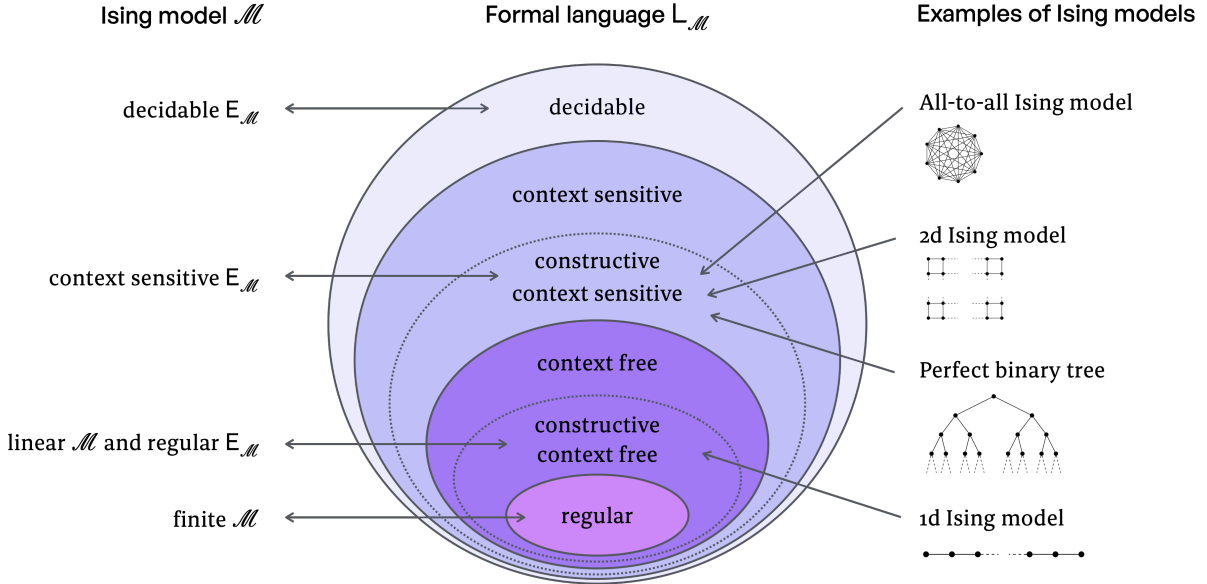 Ising model ℳ
Formal language L_ℳ
Examples of Ising models
decidable E_ℳ
decidable
All-to-all Ising model
context sensitive
2d Ising model
constructive
context sensitive
context sensitive E_ℳ
context free
Perfect binary tree
linear ℳ and regular E_ℳ
constructive
context free
finite ℳ
regular
1d Ising model